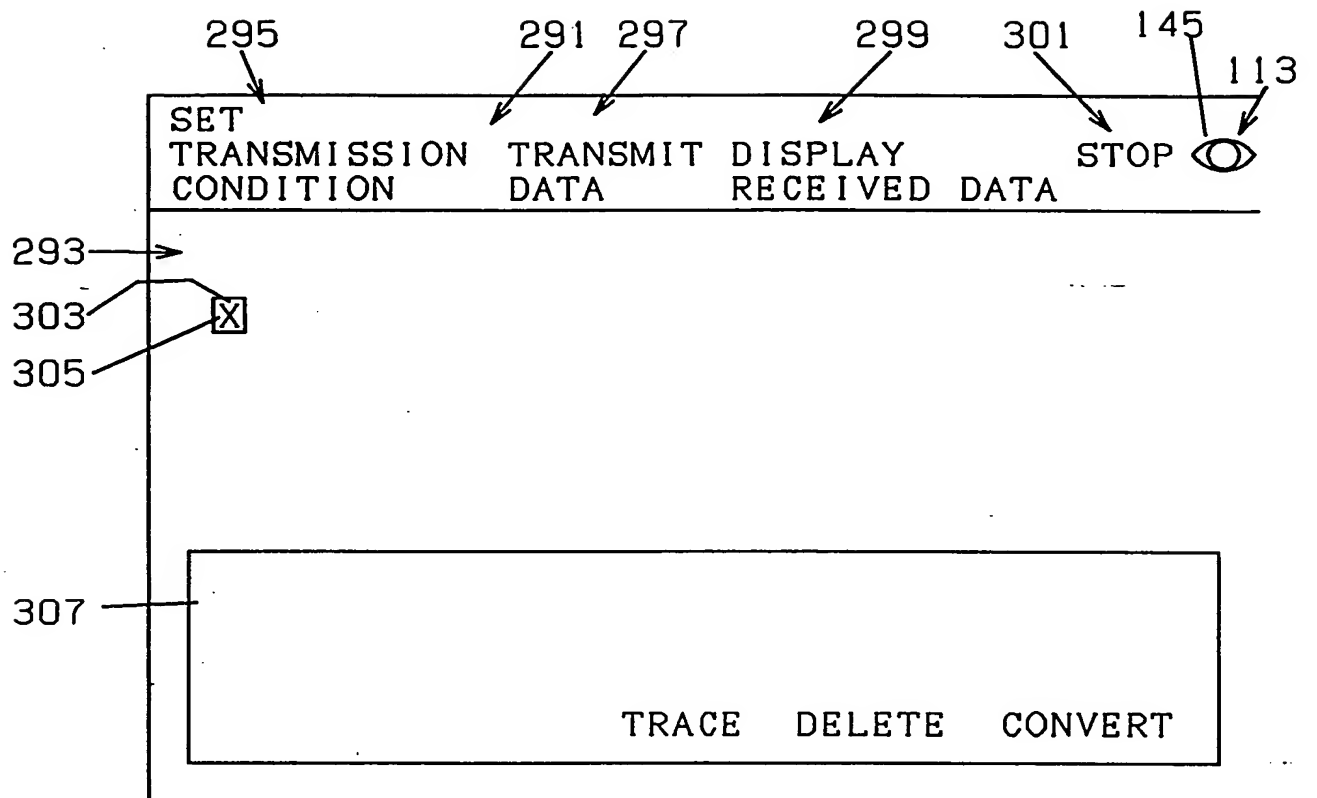 295 291 297 299 301 145
113
SET
TRANSMISSION TRANSMIT DISPLAY STOP
CONDITION DATA RECEIVED DATA
293
303 X
305
307
TRACE DELETE CONVERT